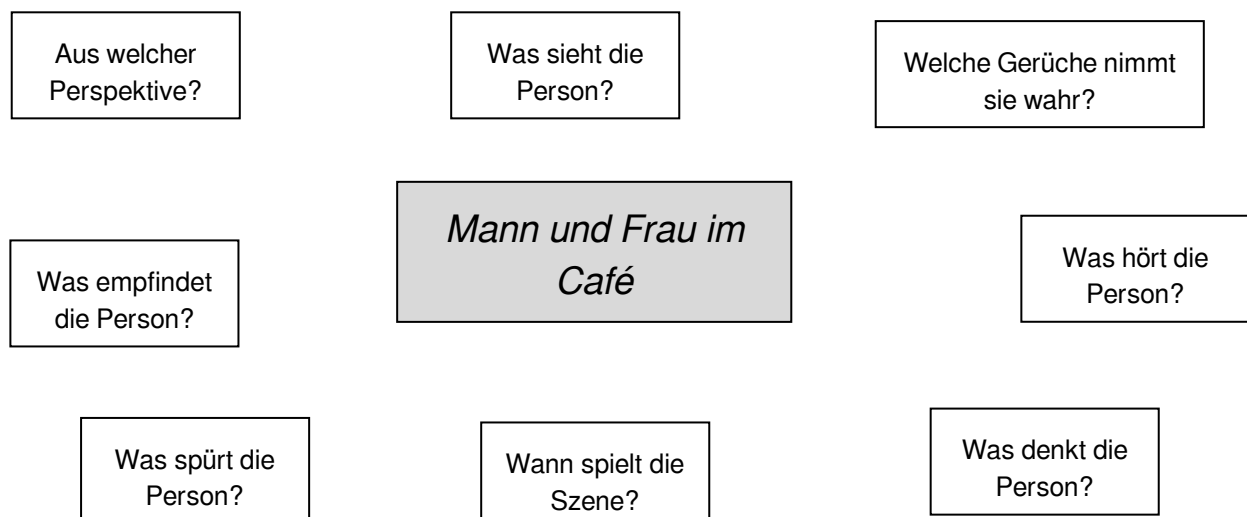 Aus welcher
Perspektive?
Was sieht die
Person?
Welche Gerüche nimmt
sie wahr?
Mann und Frau im
Café
Was empfindet
die Person?
Was hört die
Person?
Was spürt die
Person?
Wann spielt die
Szene?
Was denkt die
Person?